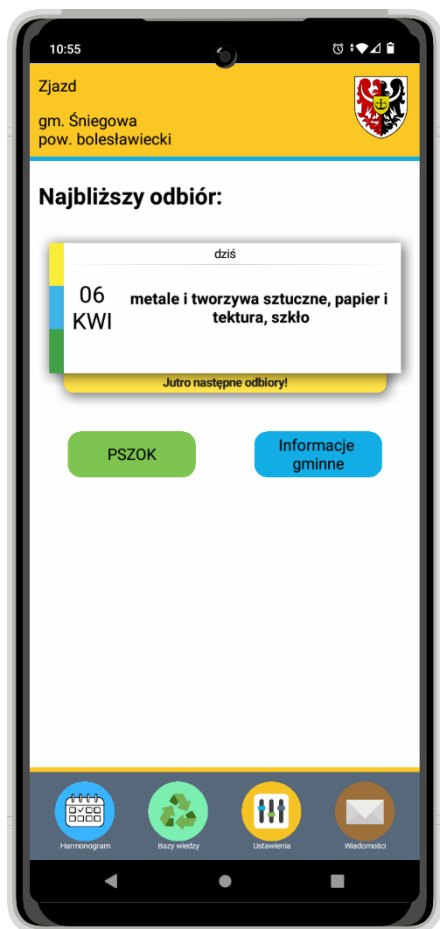 10:55
Zjazd
gm. Śniegowa
pow. bolesławiecki
Najbliższy odbiór:
dziś
06
KWI
metale i tworzywa sztuczne, papier i
tektura, szkło
Jutro następne odbiory!
PSZOK
Informacje
gminne
Harmonogram
Bazy wiedzy
Ustawienia
Wiadomości